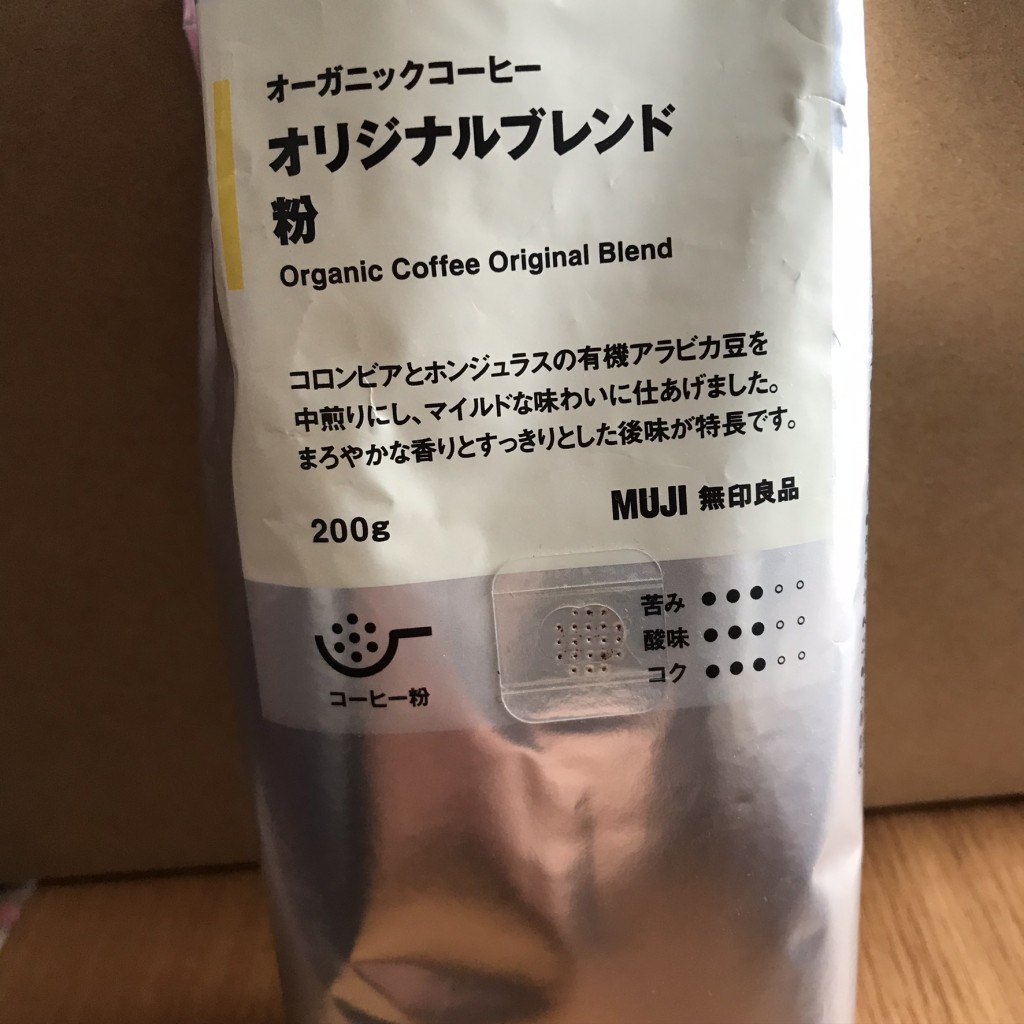 オーガニックコーヒー
オリジナルブレンド
粉
Organic Coffee Original Blend
コロンビアとホンジュラスの有機アラビカ豆を
中煎りにし、マイルドな味わいに仕あげました。
まろやかな香りとすっきりとした後味が特長です。
200g
MUJI 無印良品
苦み ●●●○○
酸味 ●●●○○
コク ●●●○○
コーヒー粉